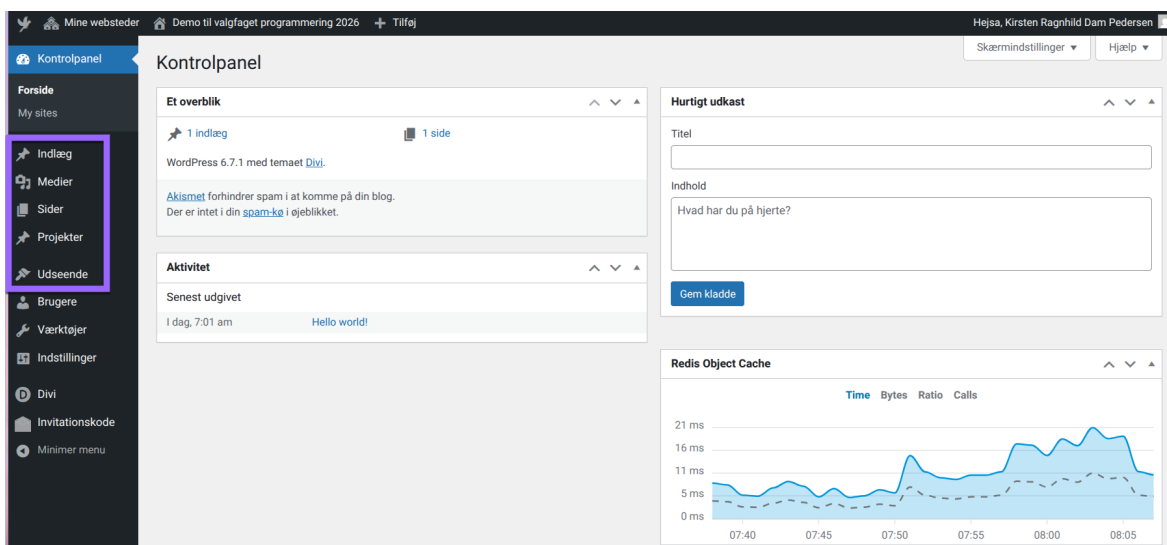 Mine websteder Demo til valgfaget programmering 2026 Tilføj Hejsa, Kirsten Ragnhild Dam Pedersen
Skærmindstillinger Hjælp
Kontrolpanel
Forside
My sites
Indlæg
Medier
Sider
Projekter
Udseende
Brugere
Værktøjer
Indstillinger
Divi
Invitationskode
Minimer menu
Kontrolpanel
Et overblik
1 indlæg 1 side
WordPress 6.7.1 med temaet Divi.
Akismet forhindrer spam i at komme på din blog.
Der er intet i din spam-kø i øjeblikket.
Aktivitet
Senest udgivet
I dag, 7:01 am Hello world!
Hurtigt udkast
Titel
Indhold
Hvad har du på hjerte?
Gem kladde
Redis Object Cache
Time Bytes Ratio Calls
21 ms
16 ms
11 ms
5 ms
0 ms
07:40 07:45 07:50 07:55 08:00 08:05